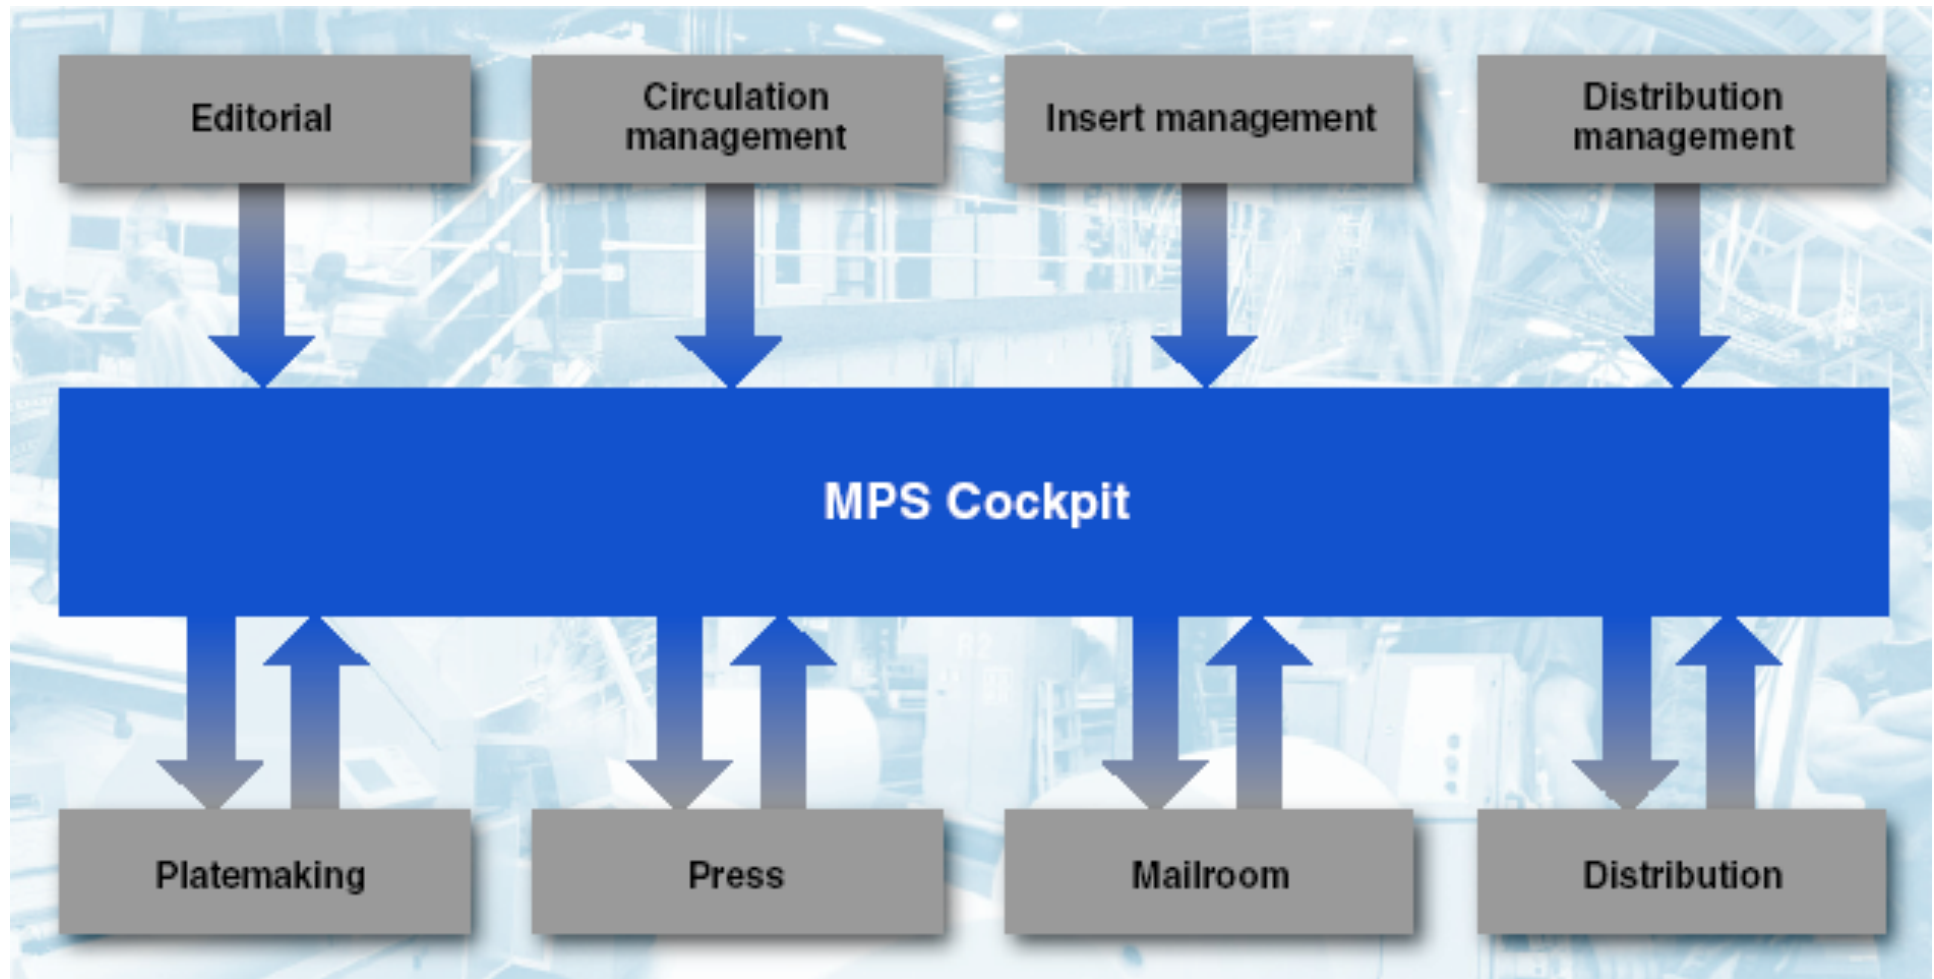 Editorial
Circulation
management
Insert management
Distribution
management
MPS Cockpit
Platemaking
Press
Mailroom
Distribution